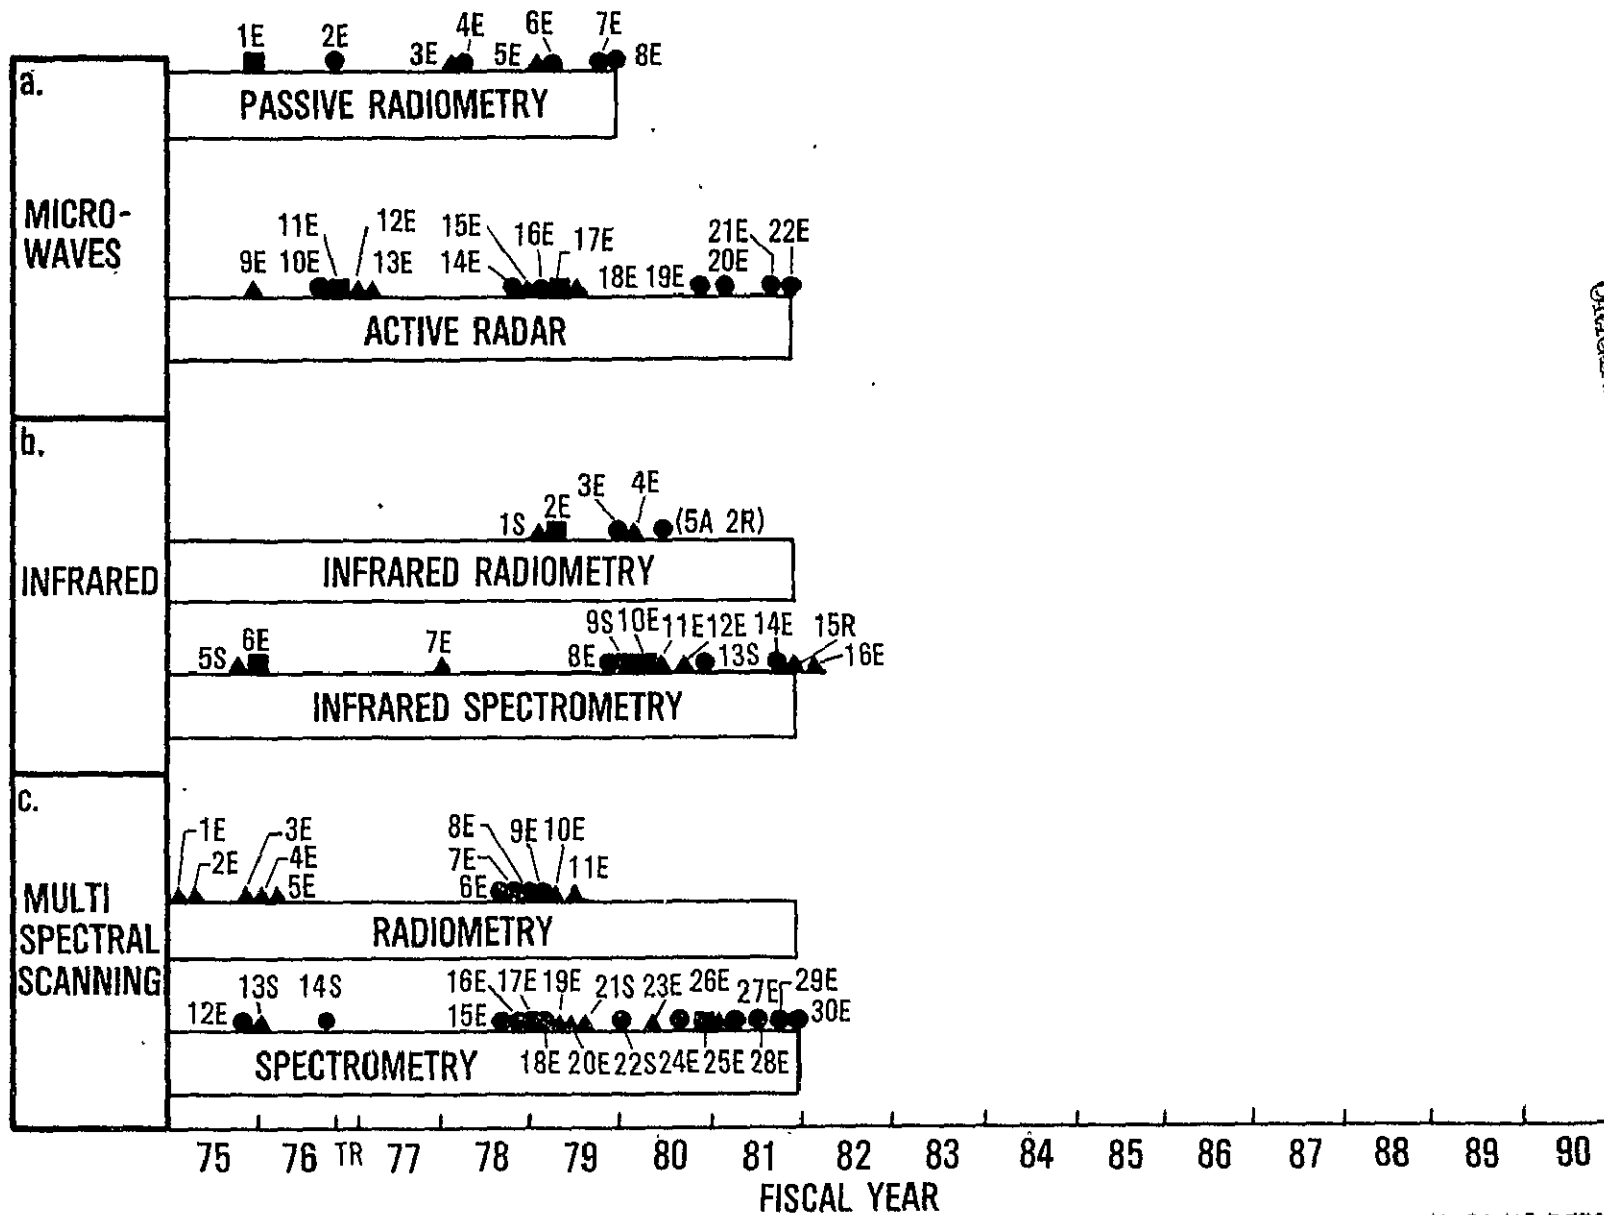 1E 2E 3E 4E 5E 6E 7E 8E
a.
PASSIVE RADIOMETRY
MICRO-
WAVES
9E 10E 11E 12E 13E 14E 15E 16E 17E 18E 19E 20E 21E 22E
ACTIVE RADAR
b.
1S 2E 3E 4E (5A 2R)
INFRARED
INFRARED RADIOMETRY
5S 6E 7E 8E 9S 10E 11E 12E 13S 14E 15R 16E
INFRARED SPECTROMETRY
c.
1E 2E 3E 4E 5E 6E 7E 8E 9E 10E 11E
MULTI
SPECTRAL
SCANNING
RADIOMETRY
12E 13S 14S 15E 16E 17E 19E 21S 23E 26E 27E 29E 30E
18E 20E 22S 24E 25E 28E
SPECTROMETRY
75 76 TR 77 78 79 80 81 82 83 84 85 86 87 88 89 90
FISCAL YEAR